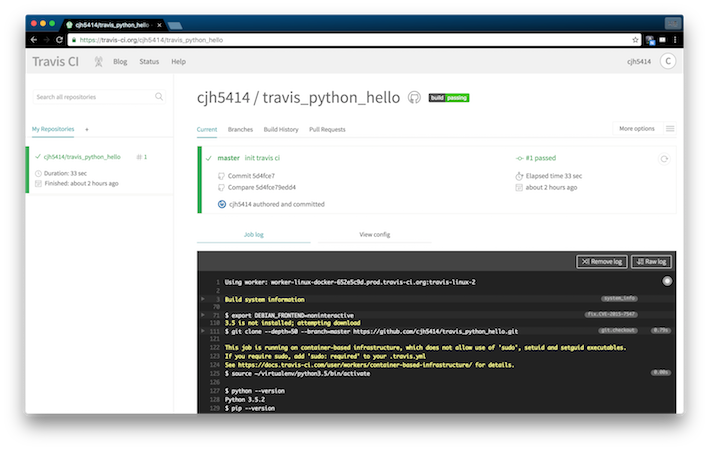 cjh5414/travis_python_hello -
https://travis-ci.org/cjh5414/travis_python_hello
Travis CI
Blog
Status
Help
cjh5414
C
Search all repositories
My Repositories
+
cjh5414/travis_python_hello
# 1
Duration: 33 sec
Finished: about 2 hours ago
cjh5414 / travis_python_hello
build passing
Current
Branches
Build History
Pull Requests
More options
master init travis ci
Commit 5d4fce7
Compare 5d4fce79edd4
cjh5414 authored and committed
#1 passed
Elapsed time 33 sec
about 2 hours ago
Job log
View config
Remove log
Raw log
1 Using worker: worker-linux-docker-652e5c9d.prod.travis-ci.org:travis-linux-2
2
3 Build system information system_info
70
71 $ export DEBIAN_FRONTEND=noninteractive fix.CVE-2015-7547
110 3.5 is not installed; attempting download
111 $ git clone --depth=50 --branch=master https://github.com/cjh5414/travis_python_hello.git git.checkout 0.79s
121
122 This job is running on container-based infrastructure, which does not allow use of 'sudo', setuid and setguid executables.
123 If you require sudo, add 'sudo: required' to your .travis.yml
124 See https://docs.travis-ci.com/user/workers/container-based-infrastructure/ for details.
125 $ source ~/virtualenv/python3.5/bin/activate 0.00s
126
127 $ python --version
128 Python 3.5.2
129 $ pip --version